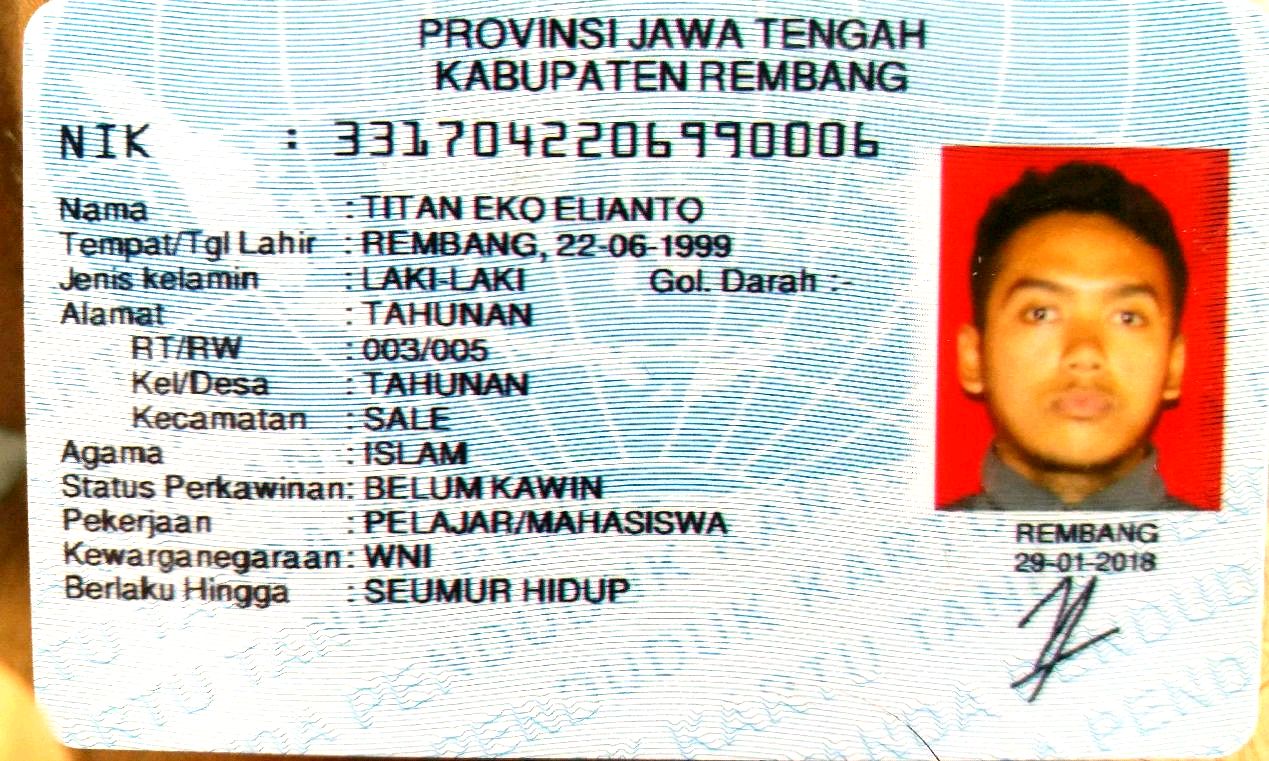 PROVINSI JAWA TENGAH
KABUPATEN REMBANG
NIK : 3317042206990006
Nama : TITAN EKO ELIANTO
Tempat/Tgl Lahir : REMBANG, 22-06-1999
Jenis kelamin : LAKI-LAKI Gol. Darah :-
Alamat : TAHUNAN
RT/RW : 003/005
Kel/Desa : TAHUNAN
Kecamatan : SALE
Agama : ISLAM
Status Perkawinan: BELUM KAWIN
Pekerjaan : PELAJAR/MAHASISWA
Kewarganegaraan: WNI
Berlaku Hingga : SEUMUR HIDUP
REMBANG
29-01-2018